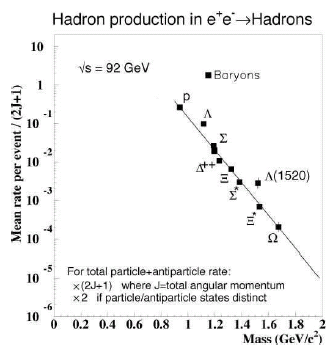 Hadron production in e⁺e⁻→Hadrons
Mean rate per event / (2J+1)
10
1
10⁻¹
10⁻²
10⁻³
10⁻⁴
10⁻⁵
10⁻⁶
√s = 92 GeV
Baryons
p
Λ
Σ
Δ⁺⁺
Ξ
Σ*
Λ(1520)
Ξ*
Ω
For total particle+antiparticle rate:
×(2J+1) where J=total angular momentum
×2 if particle/antiparticle states distinct
0 0.2 0.4 0.6 0.8 1 1.2 1.4 1.6 1.8 2
Mass (GeV/c²)